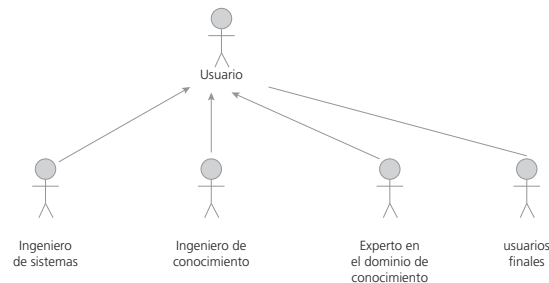 Usuario
Ingeniero
de sistemas
Ingeniero de
conocimiento
Experto en
el dominio de
conocimiento
usuarios
finales